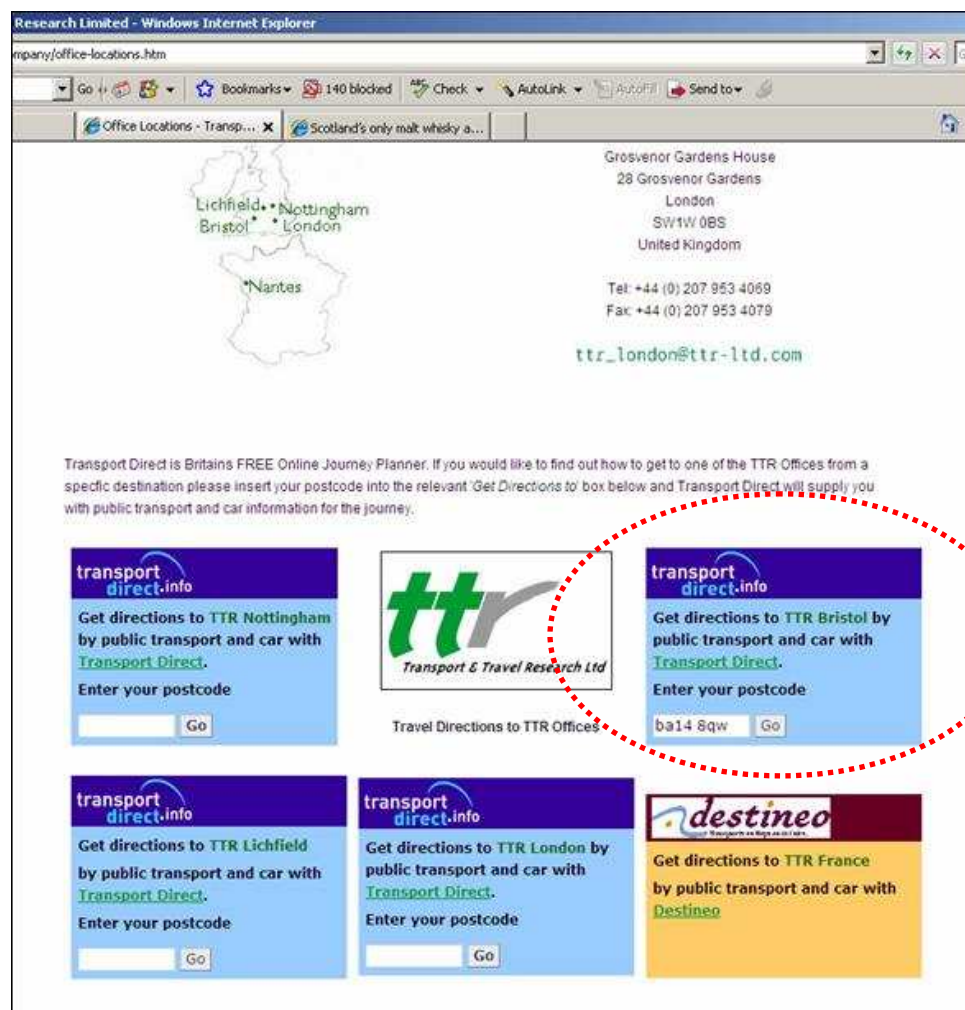 Research Limited - Windows Internet Explorer
mpany/office-locations.htm
Go Bookmarks 140 blocked Check AutoLink AutoFill Send to
Office Locations - Transp... Scotland's only malt whisky a...
Lichfield
Nottingham
Bristol
London
Nantes
Grosvenor Gardens House
28 Grosvenor Gardens
London
SW1W 0BS
United Kingdom
Tel: +44 (0) 207 953 4069
Fax: +44 (0) 207 953 4079
ttr_london@ttr-ltd.com
Transport Direct is Britains FREE Online Journey Planner. If you would like to find out how to get to one of the TTR Offices from a
specfic destination please insert your postcode into the relevant 'Get Directions to' box below and Transport Direct will supply you
with public transport and car information for the journey.
transport
direct.info
Get directions to TTR Nottingham
by public transport and car with
Transport Direct.
Enter your postcode
Go
ttr
Transport & Travel Research Ltd
Travel Directions to TTR Offices
transport
direct.info
Get directions to TTR Bristol by
public transport and car with
Transport Direct.
Enter your postcode
ba14 8qw Go
transport
direct.info
Get directions to TTR Lichfield
by public transport and car with
Transport Direct.
Enter your postcode
Go
transport
direct.info
Get directions to TTR London by
public transport and car with
Transport Direct.
Enter your postcode
Go
destineo
Get directions to TTR France
by public transport and car with
Destineo